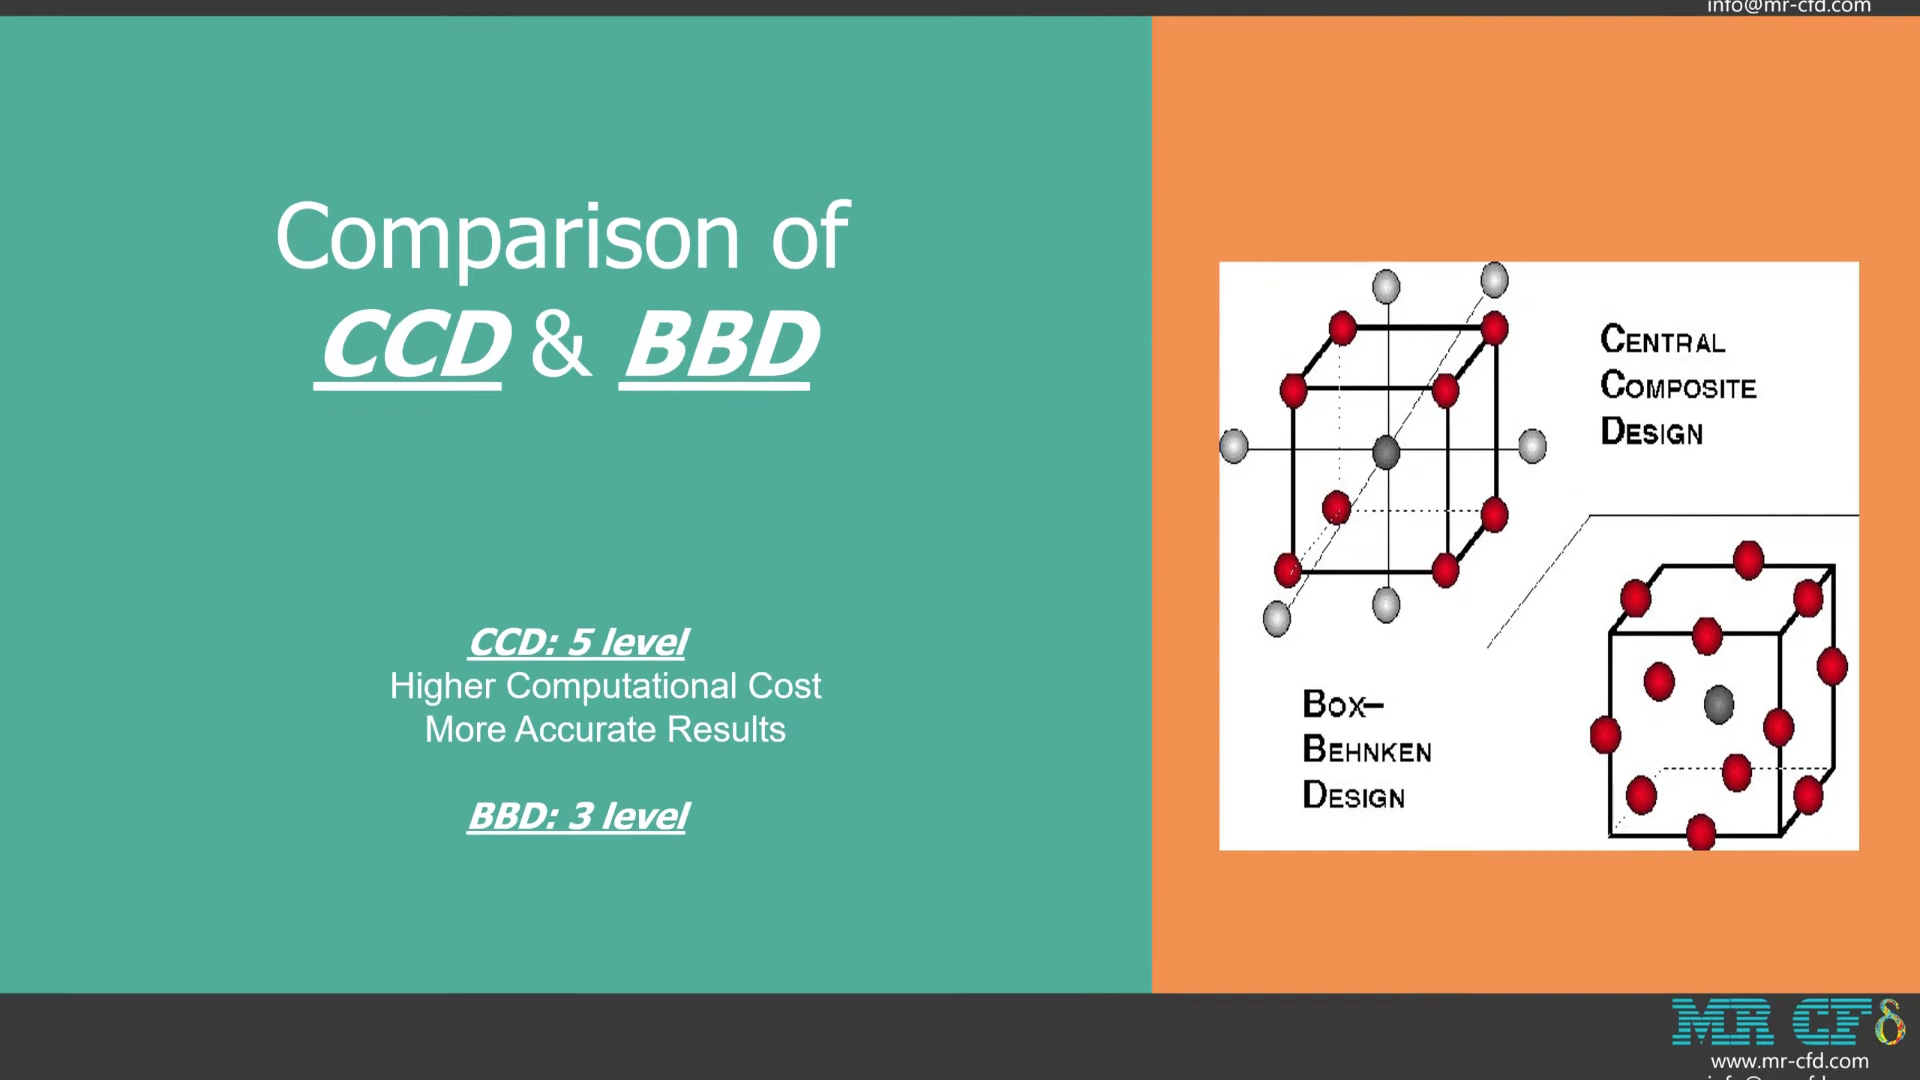 info@mr-cfd.com
Comparison of
CCD & BBD
CCD: 5 level
Higher Computational Cost
More Accurate Results
BBD: 3 level
CENTRAL
COMPOSITE
DESIGN
BOX–
BEHNKEN
DESIGN
MR CFδ
www.mr-cfd.com